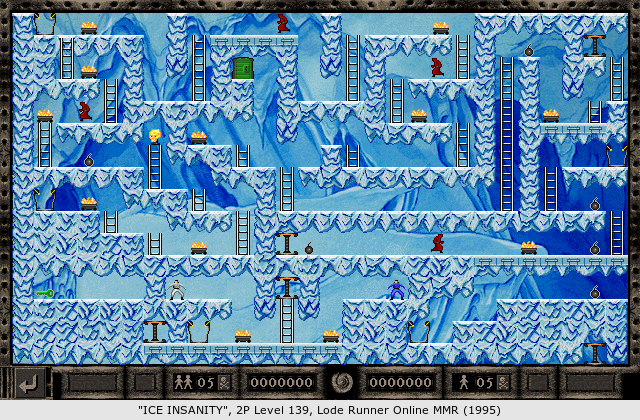 05 0000000 0000000 05
"ICE INSANITY", 2P Level 139, Lode Runner Online MMR (1995)